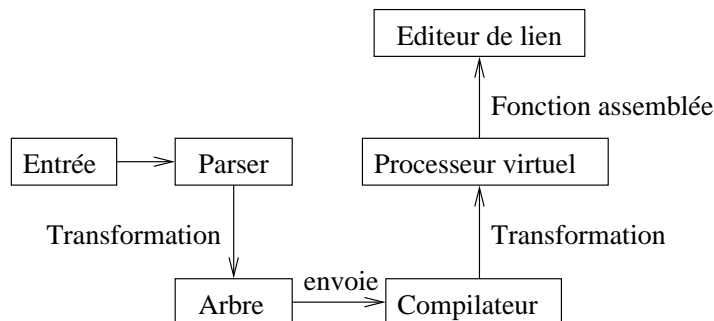 Editeur de lien
Fonction assemblée
Entrée
Parser
Processeur virtuel
Transformation
Transformation
envoie
Arbre
Compilateur